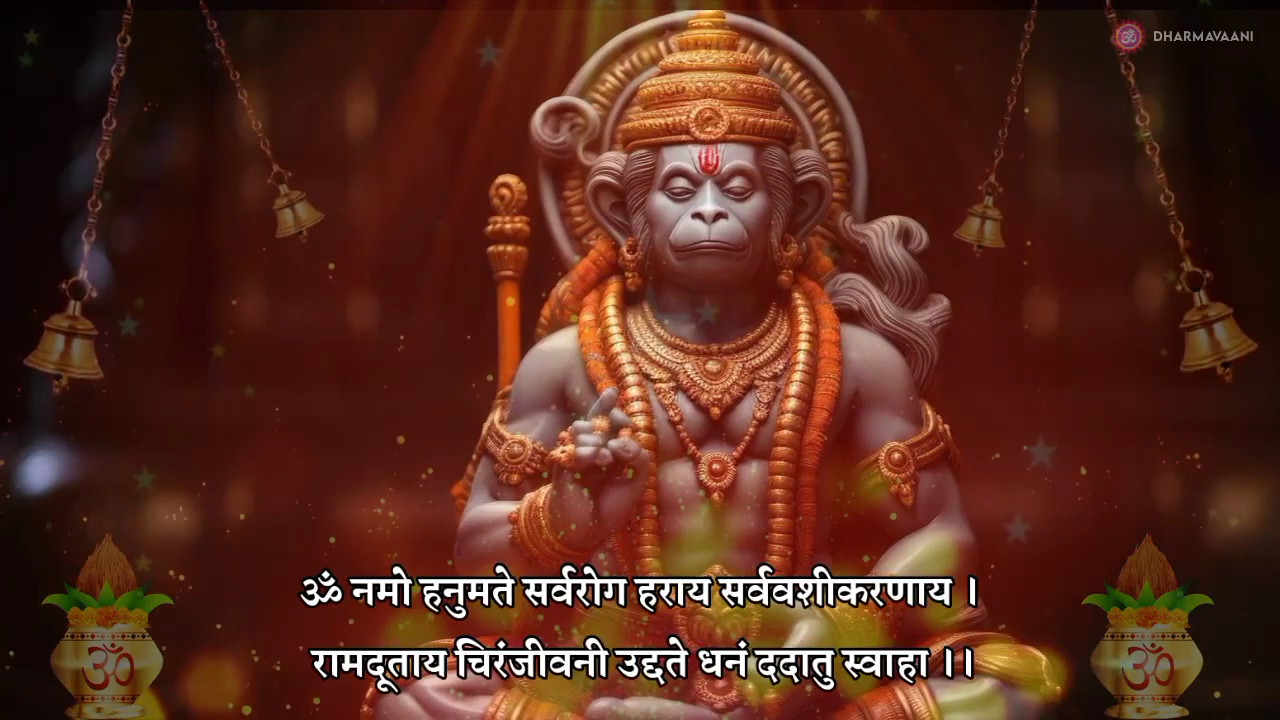 DHARMAVAANI
ॐ नमो हनुमते सर्वरोग हराय सर्ववशीकरणाय ।
रामदूताय चिरंजीवनी उद्दते धनं ददातु स्वाहा ।।
ॐ
ॐ